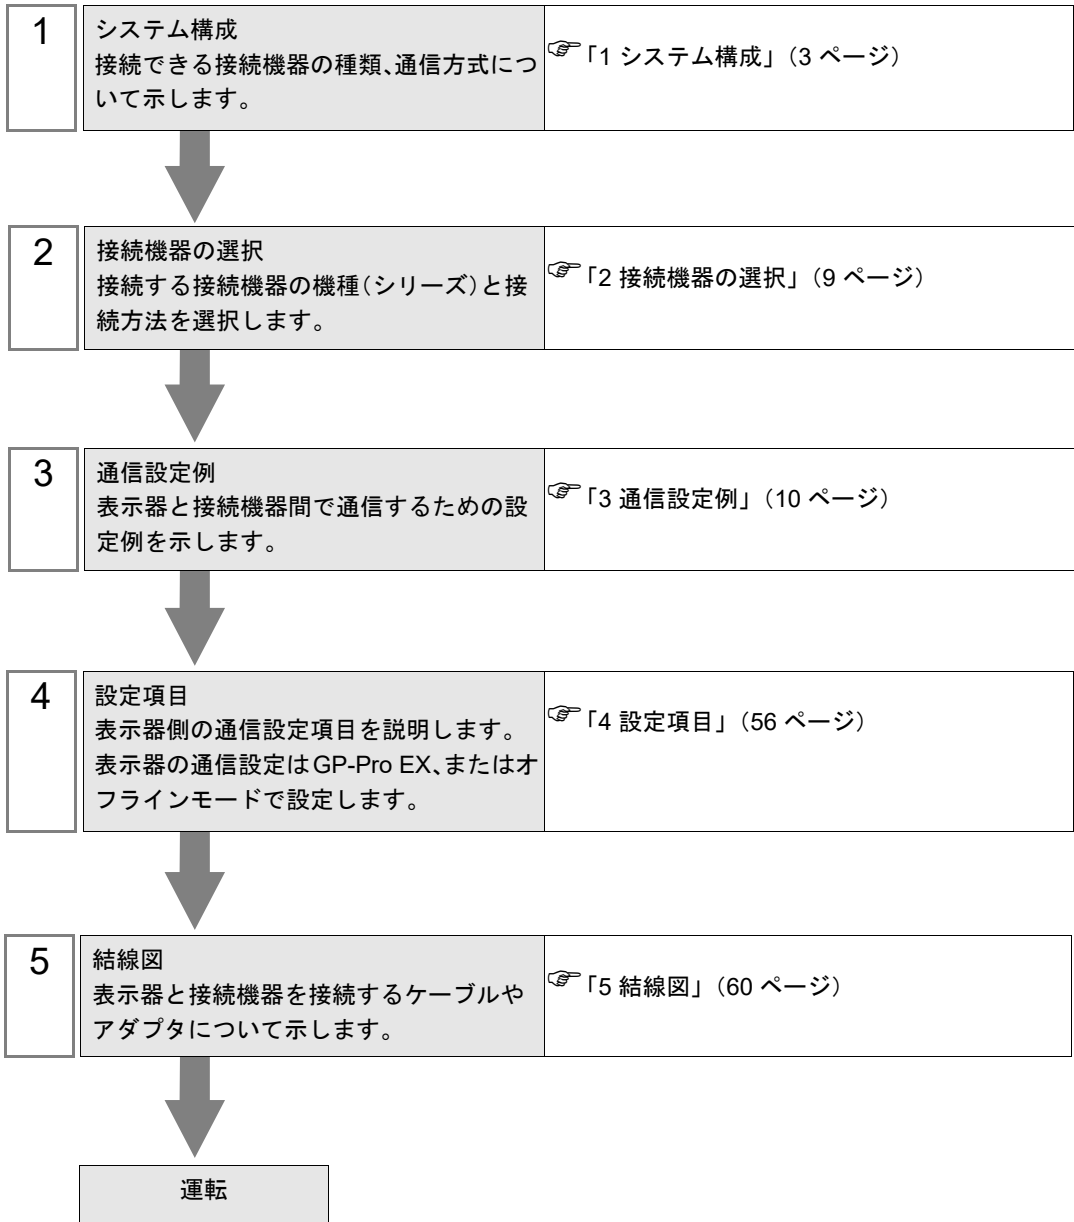 1
システム構成
接続できる接続機器の種類、通信方式につ
いて示します。
☞「1 システム構成」（3 ページ）
2
接続機器の選択
接続する接続機器の機種（シリーズ）と接
続方法を選択します。
☞「2 接続機器の選択」（9 ページ）
3
通信設定例
表示器と接続機器間で通信するための設
定例を示します。
☞「3 通信設定例」（10 ページ）
4
設定項目
表示器側の通信設定項目を説明します。
表示器の通信設定はGP-Pro EX、またはオ
フラインモードで設定します。
☞「4 設定項目」（56 ページ）
5
結線図
表示器と接続機器を接続するケーブルや
アダプタについて示します。
☞「5 結線図」（60 ページ）
運転